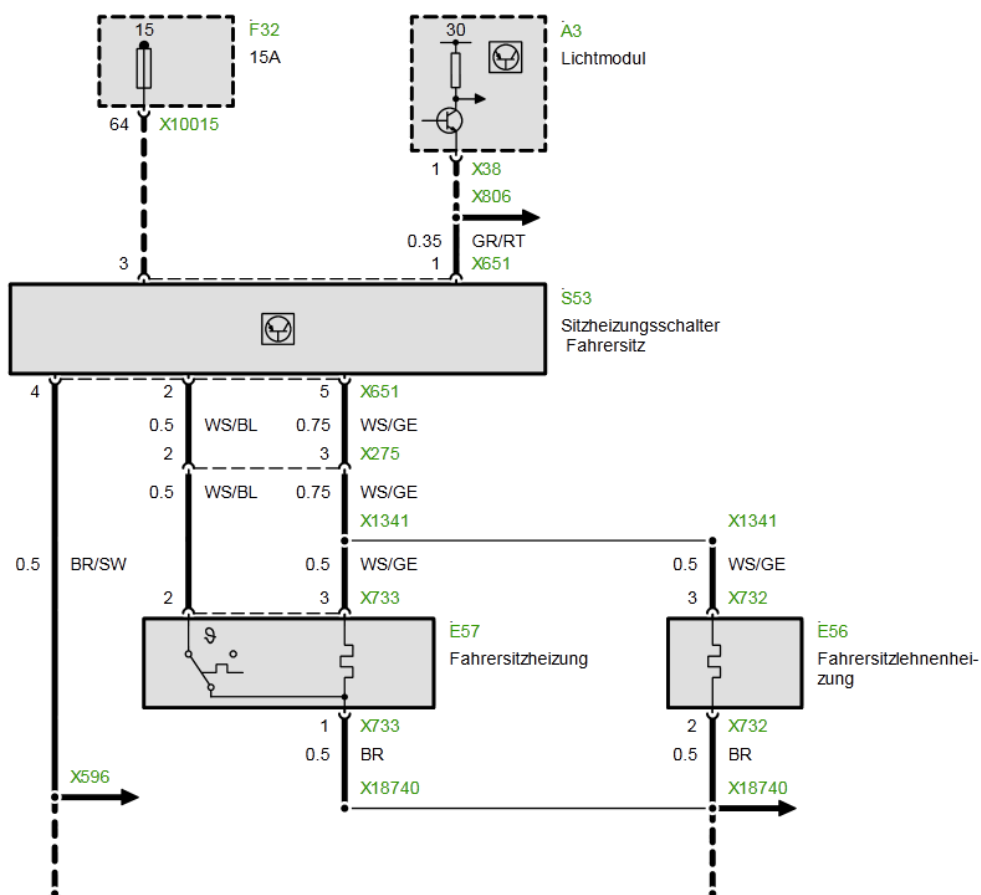 15
F32
15A
30
A3
Lichtmodul
64 X10015
1 X38
X806
0.35 GR/RT
3
1 X651
S53
Sitzheizungsschalter
Fahrersitz
4 2 5 X651
0.5 WS/BL 0.75 WS/GE
2 3 X275
0.5 WS/BL 0.75 WS/GE
X1341 X1341
0.5 BR/SW 0.5 WS/GE 0.5 WS/GE
2 3 X733 3 X732
ϑ
E57
Fahrersitzheizung
E56
Fahrersitzlehnenhei-
zung
1 X733 2 X732
0.5 BR 0.5 BR
X596 X18740 X18740